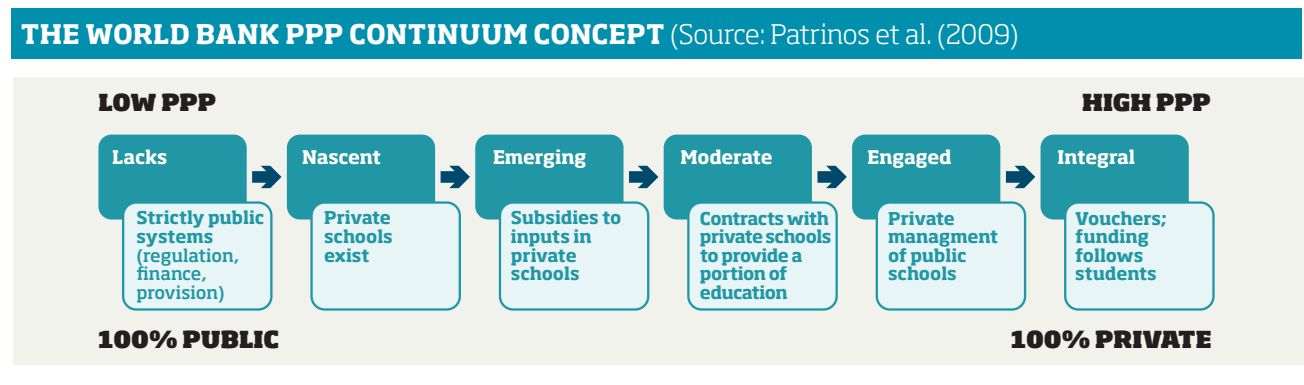 THE WORLD BANK PPP CONTINUUM CONCEPT (Source: Patrinos et al. (2009)
LOW PPP
HIGH PPP
Lacks
Strictly public
systems
(regulation,
finance,
provision)
Nascent
Private
schools
exist
Emerging
Subsidies to
inputs in
private
schools
Moderate
Contracts with
private schools
to provide a
portion of
education
Engaged
Private
managment
of public
schools
Integral
Vouchers;
funding
follows
students
100% PUBLIC
100% PRIVATE